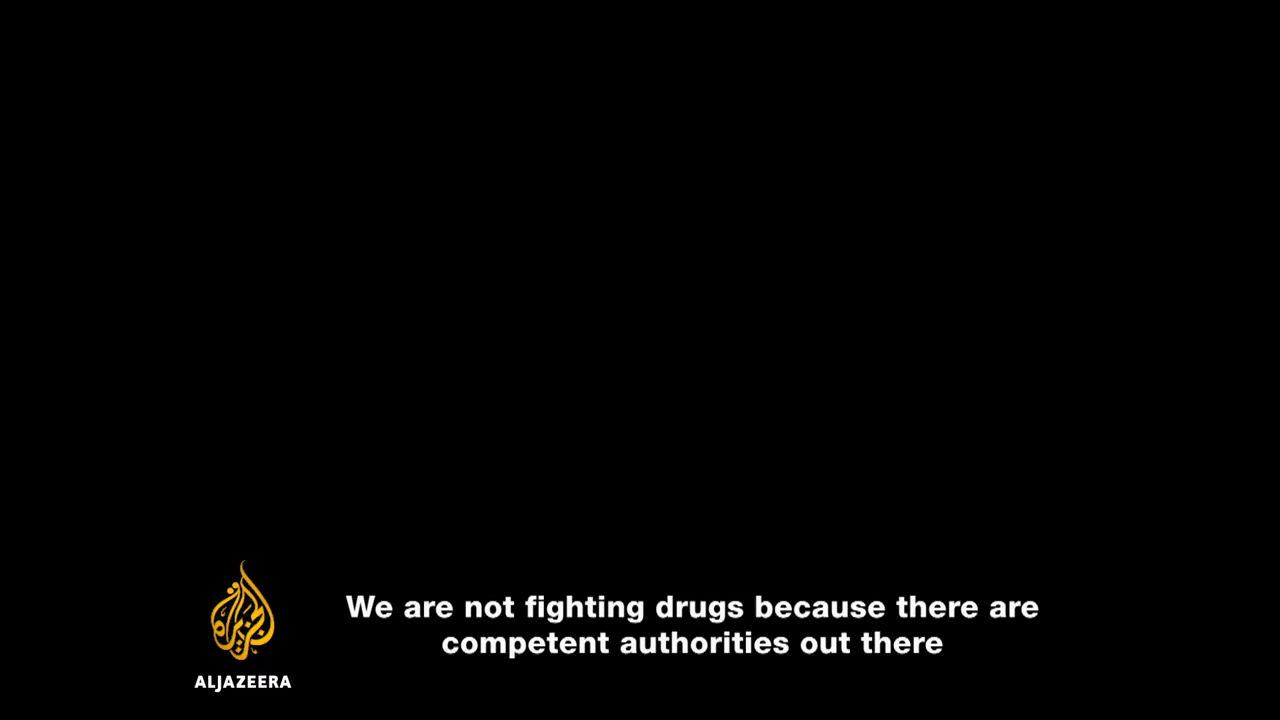 We are not fighting drugs because there are
competent authorities out there
الجزيرة
ALJAZEERA